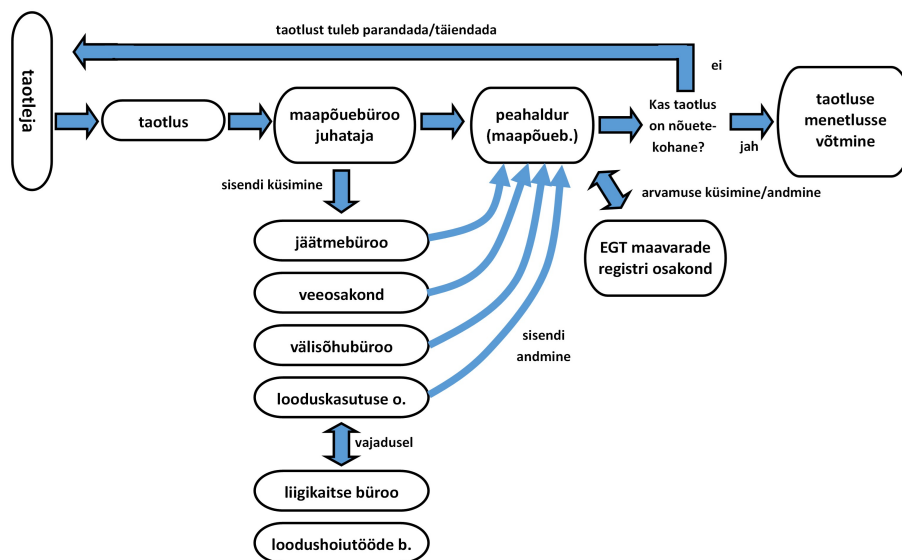 taotlust tuleb parandada/täiendada
ei
taotleja
taotlus
maapõuebüroo
juhataja
peahaldur
(maapõueb.)
Kas taotlus
on nõuete-
kohane?
jah
taotluse
menetlusse
võtmine
sisendi küsimine
arvamuse küsimine/andmine
jäätmebüroo
EGT maavarade
registri osakond
veeosakond
välisõhubüroo
sisendi
andmine
looduskasutuse o.
vajadusel
liigikaitse büroo
loodushoiutööde b.